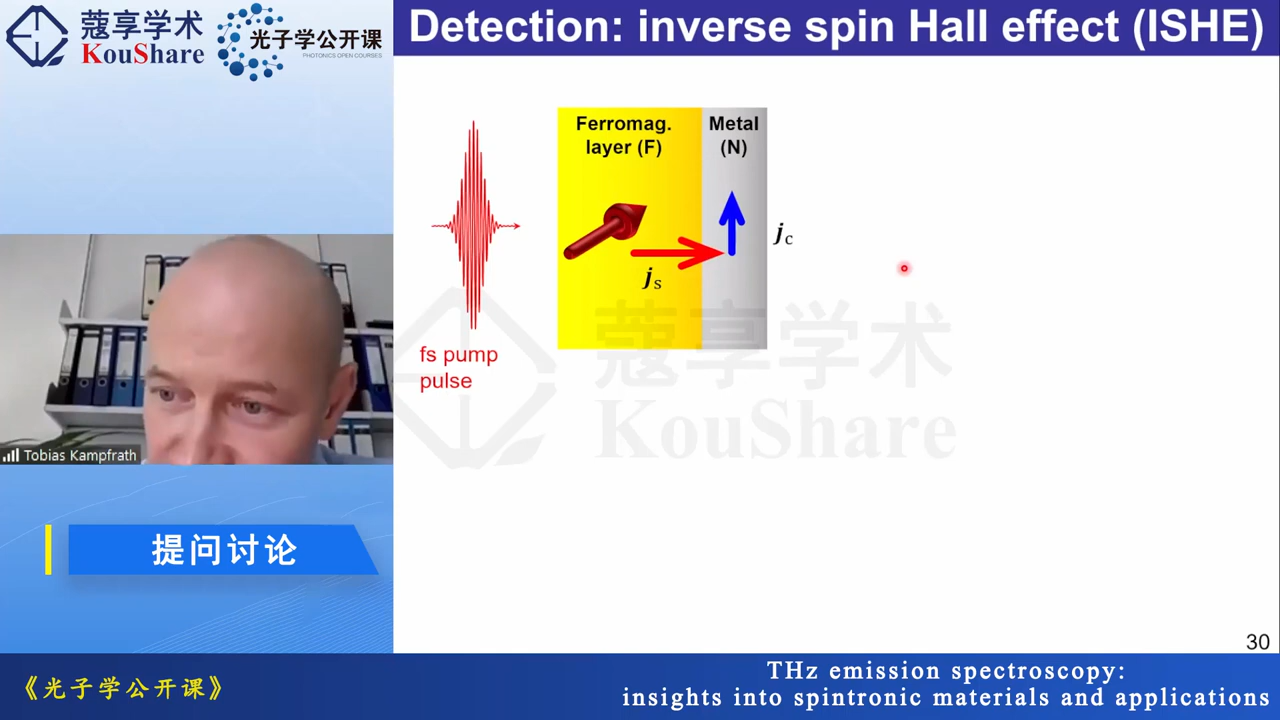 蔻享学术
KouShare
光子学公开课
PHOTONICS OPEN COURSES
Detection: inverse spin Hall effect (ISHE)
Ferromag.
layer (F)
Metal
(N)
jc
js
fs pump
pulse
蔻享学术
KouShare
Tobias Kampfrath
提问讨论
30
《光子学公开课》
THz emission spectroscopy:
insights into spintronic materials and applications